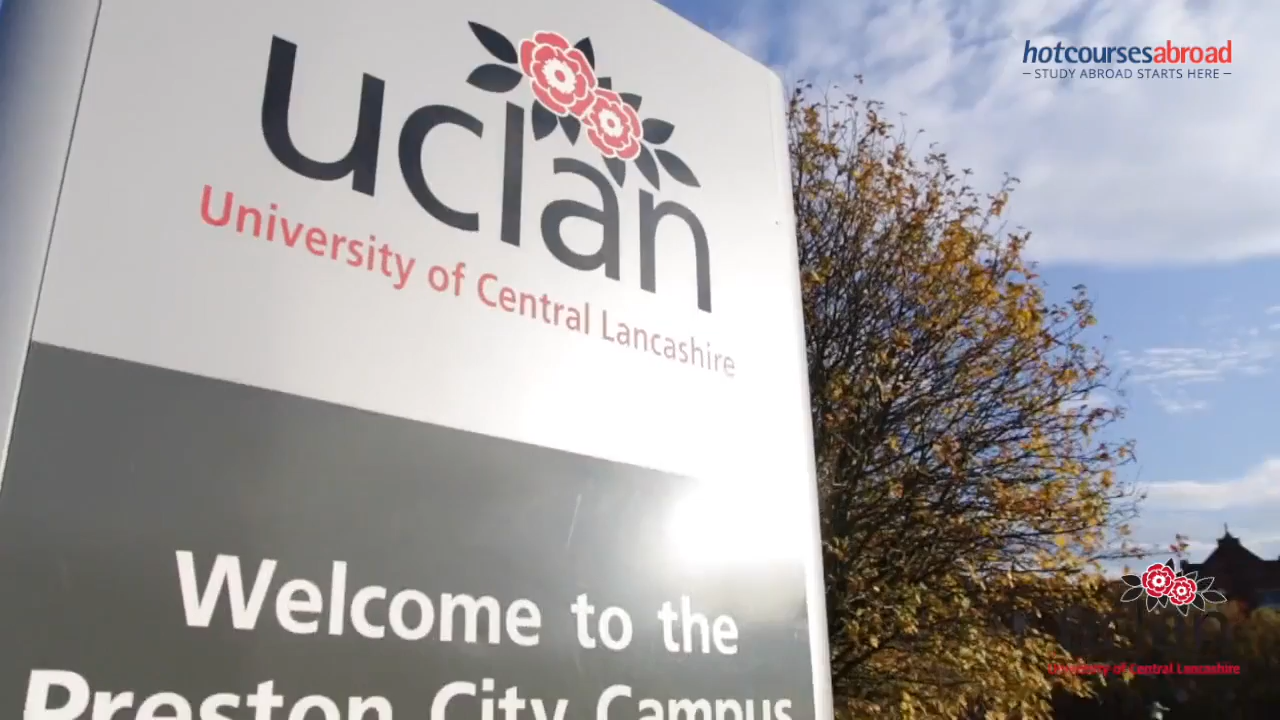 hotcoursesabroad
STUDY ABROAD STARTS HERE
uclan
University of Central Lancashire
Welcome to the
Preston City Campus
University of Central Lancashire